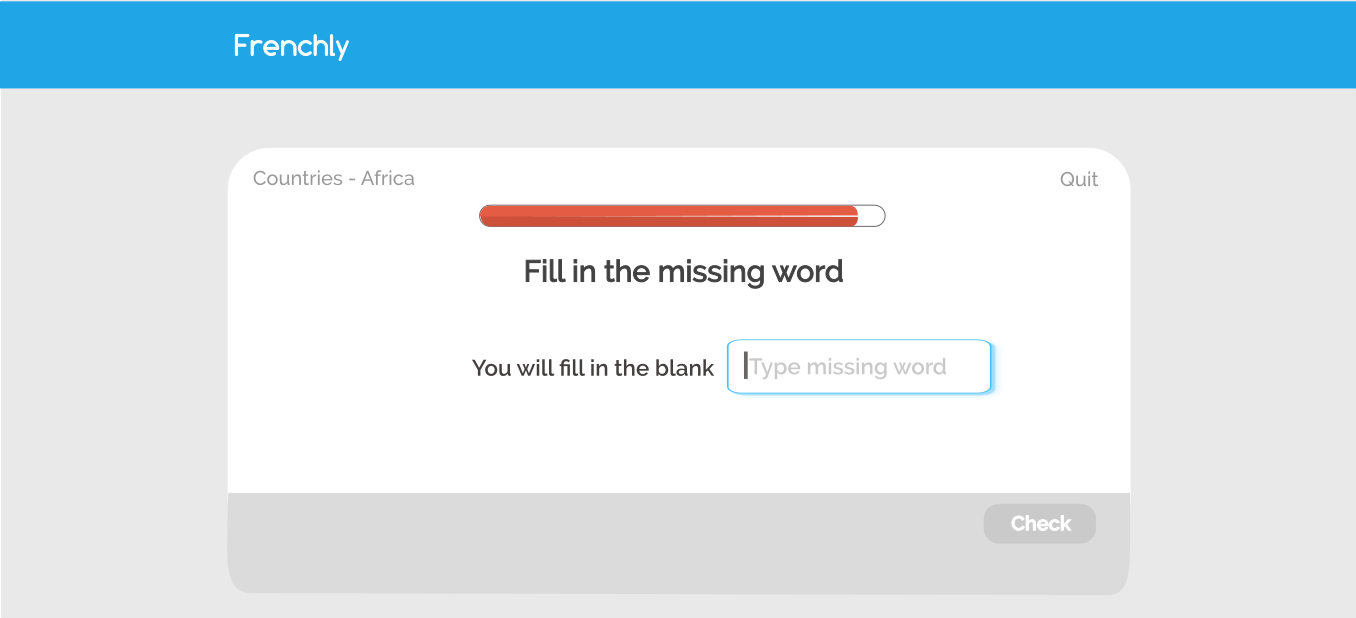 Frenchly
Countries - Africa
Quit
Fill in the missing word
You will fill in the blank
Type missing word
Check